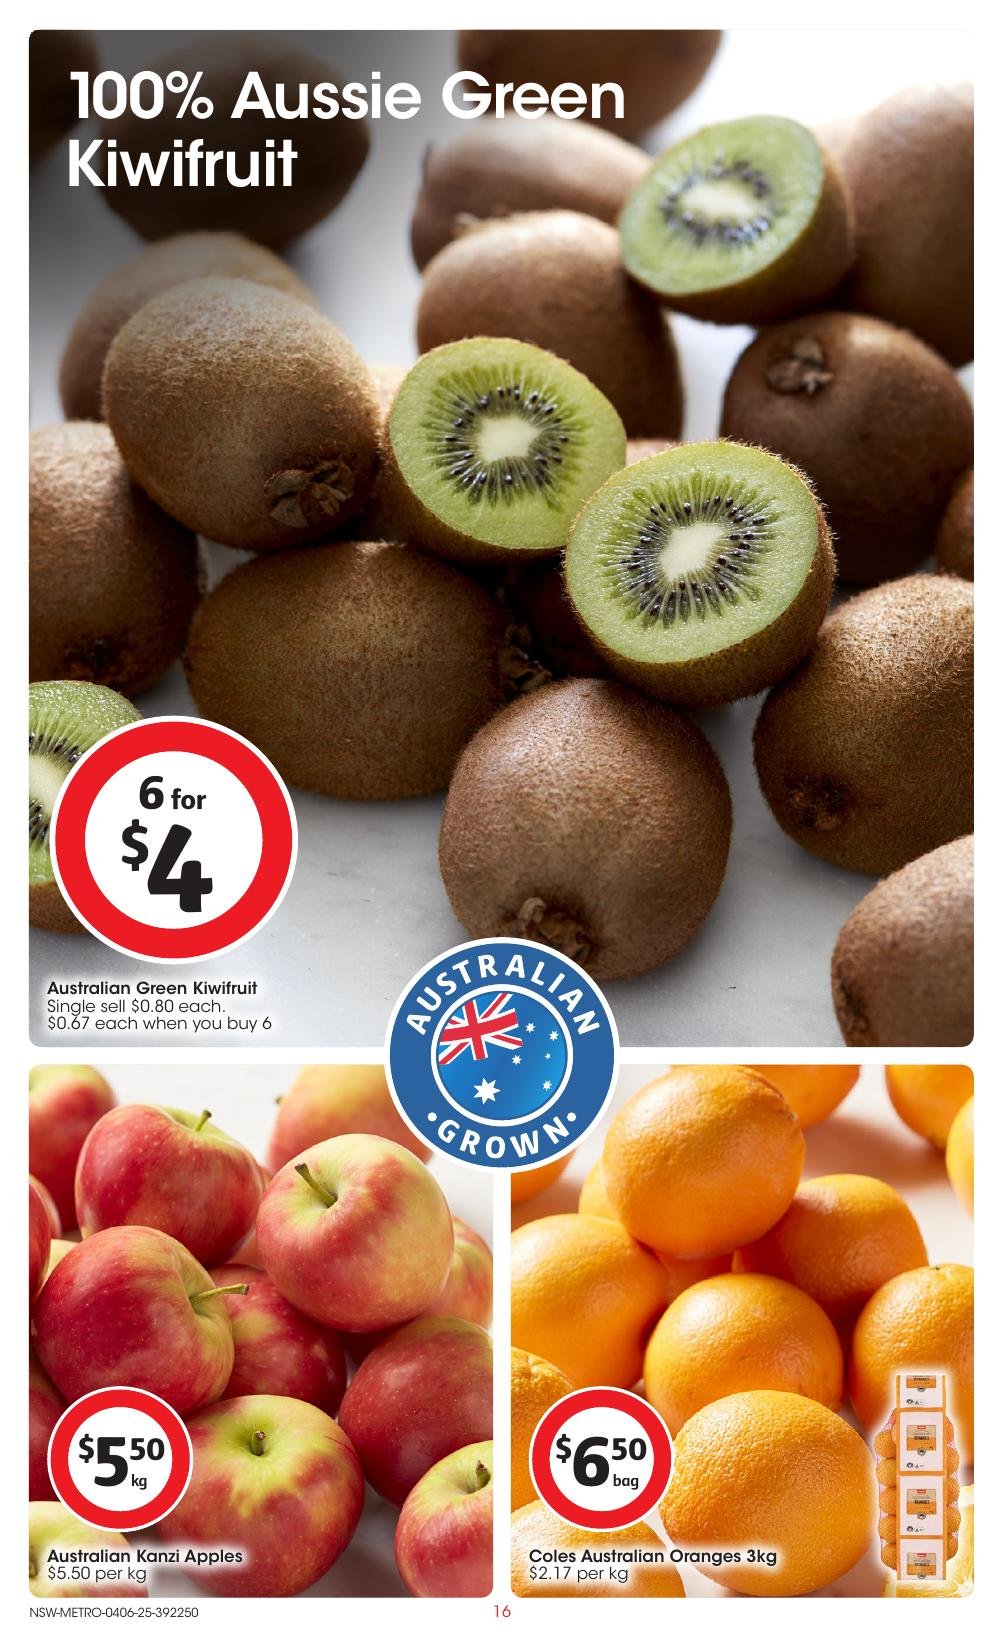 100% Aussie Green
Kiwifruit
6 for
$4
Australian Green Kiwifruit
Single sell $0.80 each.
$0.67 each when you buy 6
AUSTRALIAN
•GROWN•
$5 50
kg
Australian Kanzi Apples
$5.50 per kg
$6 50
bag
Coles Australian Oranges 3kg
$2.17 per kg
ORANGES
NSW-METRO-0406-25-392250
16